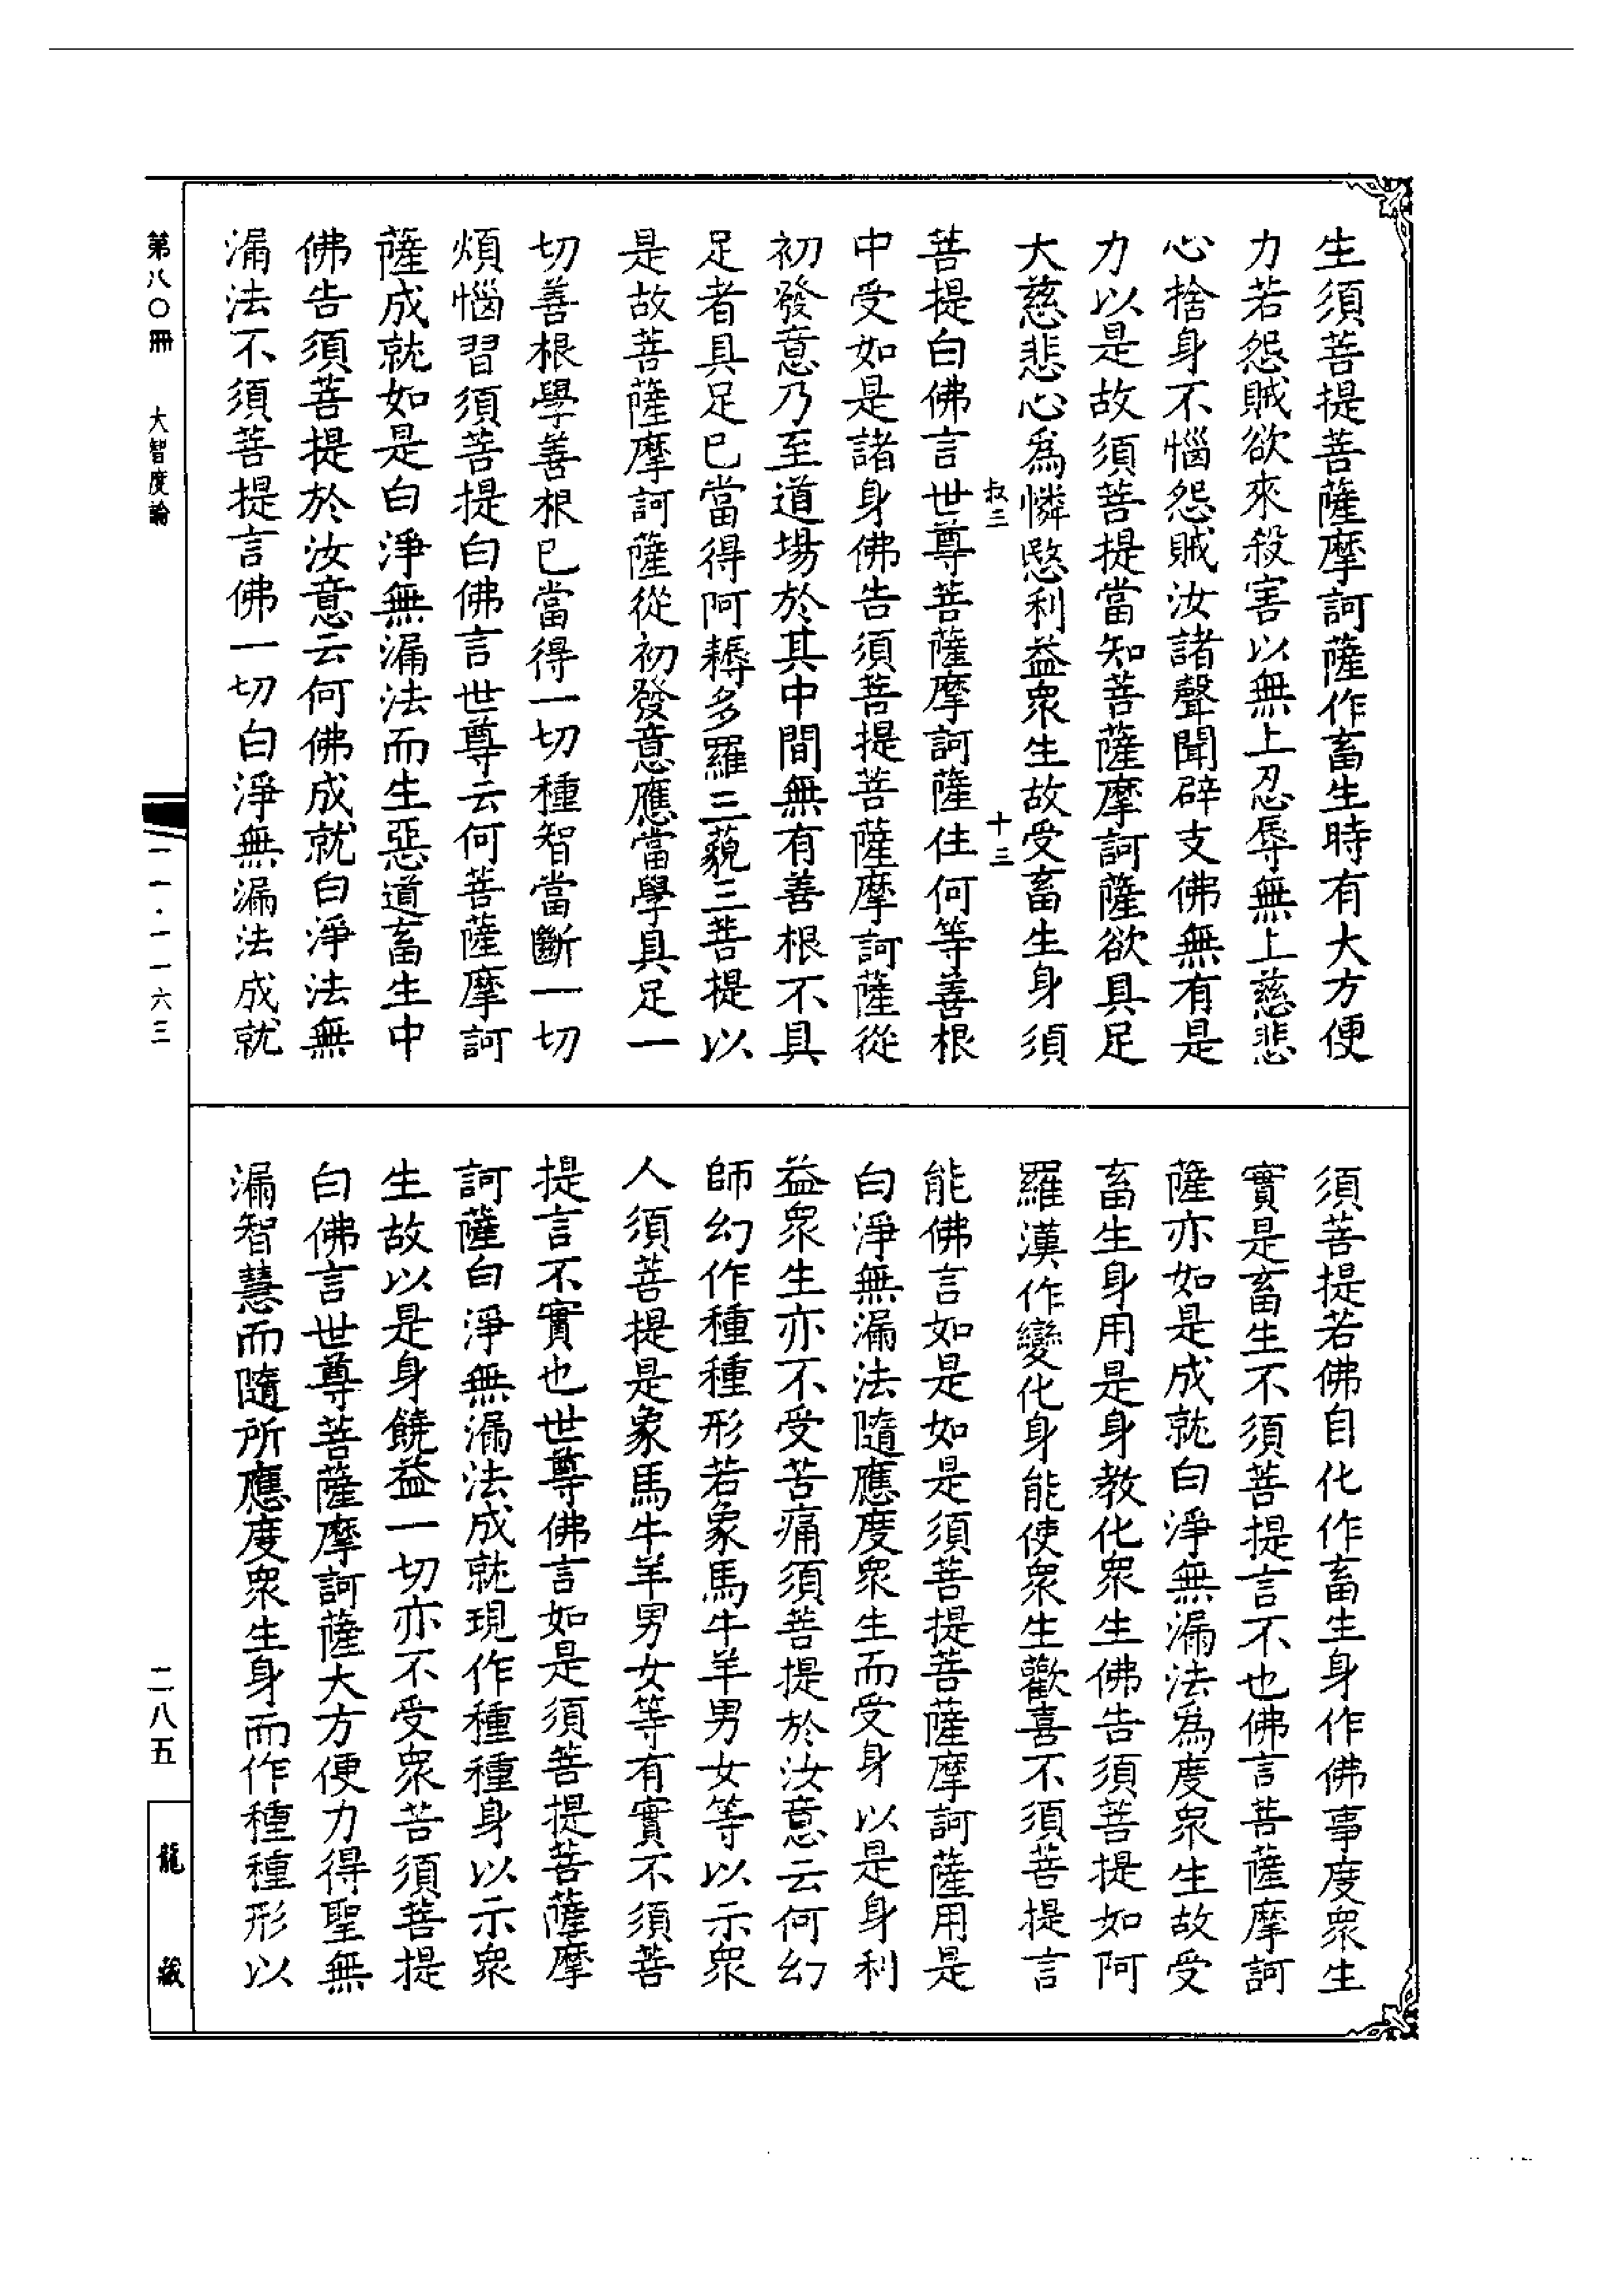 生須菩提菩薩摩訶薩作畜生時有大方便
力若怨賊欲來殺害以無上忍辱無上慈悲
心捨身不惱怨賊汝諸聲聞辟支佛無有是
力以是故須菩提當知菩薩摩訶薩欲具足
大慈悲心爲憐愍利益衆生故受畜生身須
叔三
十三
菩提白佛言世尊菩薩摩訶薩住何等善根
中受如是諸身佛告須菩提菩薩摩訶薩從
初發意乃至道場於其中間無有善根不具
足者具足已當得阿耨多羅三藐三菩提以
是故菩薩摩訶薩從初發意應當學具足一
切善根學善根已當得一切種智當斷一切
煩惱習須菩提白佛言世尊云何菩薩摩訶
薩成就如是白淨無漏法而生惡道畜生中
佛告須菩提於汝意云何佛成就白淨法無
漏法不須菩提言佛一切白淨無漏法成就
須菩提若佛自化作畜生身作佛事度衆生
實是畜生不須菩提言不也佛言菩薩摩訶
薩亦如是成就白淨無漏法爲度衆生故受
畜生身用是身教化衆生佛告須菩提如阿
羅漢作變化身能使衆生歡喜不須菩提言
能佛言如是如是須菩提菩薩摩訶薩用是
白淨無漏法隨應度衆生而受身以是身利
益衆生亦不受苦痛須菩提於汝意云何幻
師幻作種種形若象馬牛羊男女等以示衆
人須菩提是象馬牛羊男女等有實不須菩
提言不實也世尊佛言如是須菩提菩薩摩
訶薩白淨無漏法成就現作種種身以示衆
生故以是身饒益一切亦不受衆苦須菩提
白佛言世尊菩薩摩訶薩大方便力得聖無
漏智慧而隨所應度衆生身而作種種形以
第八〇冊 大智度論
一一·一一六三
二八五
龍藏